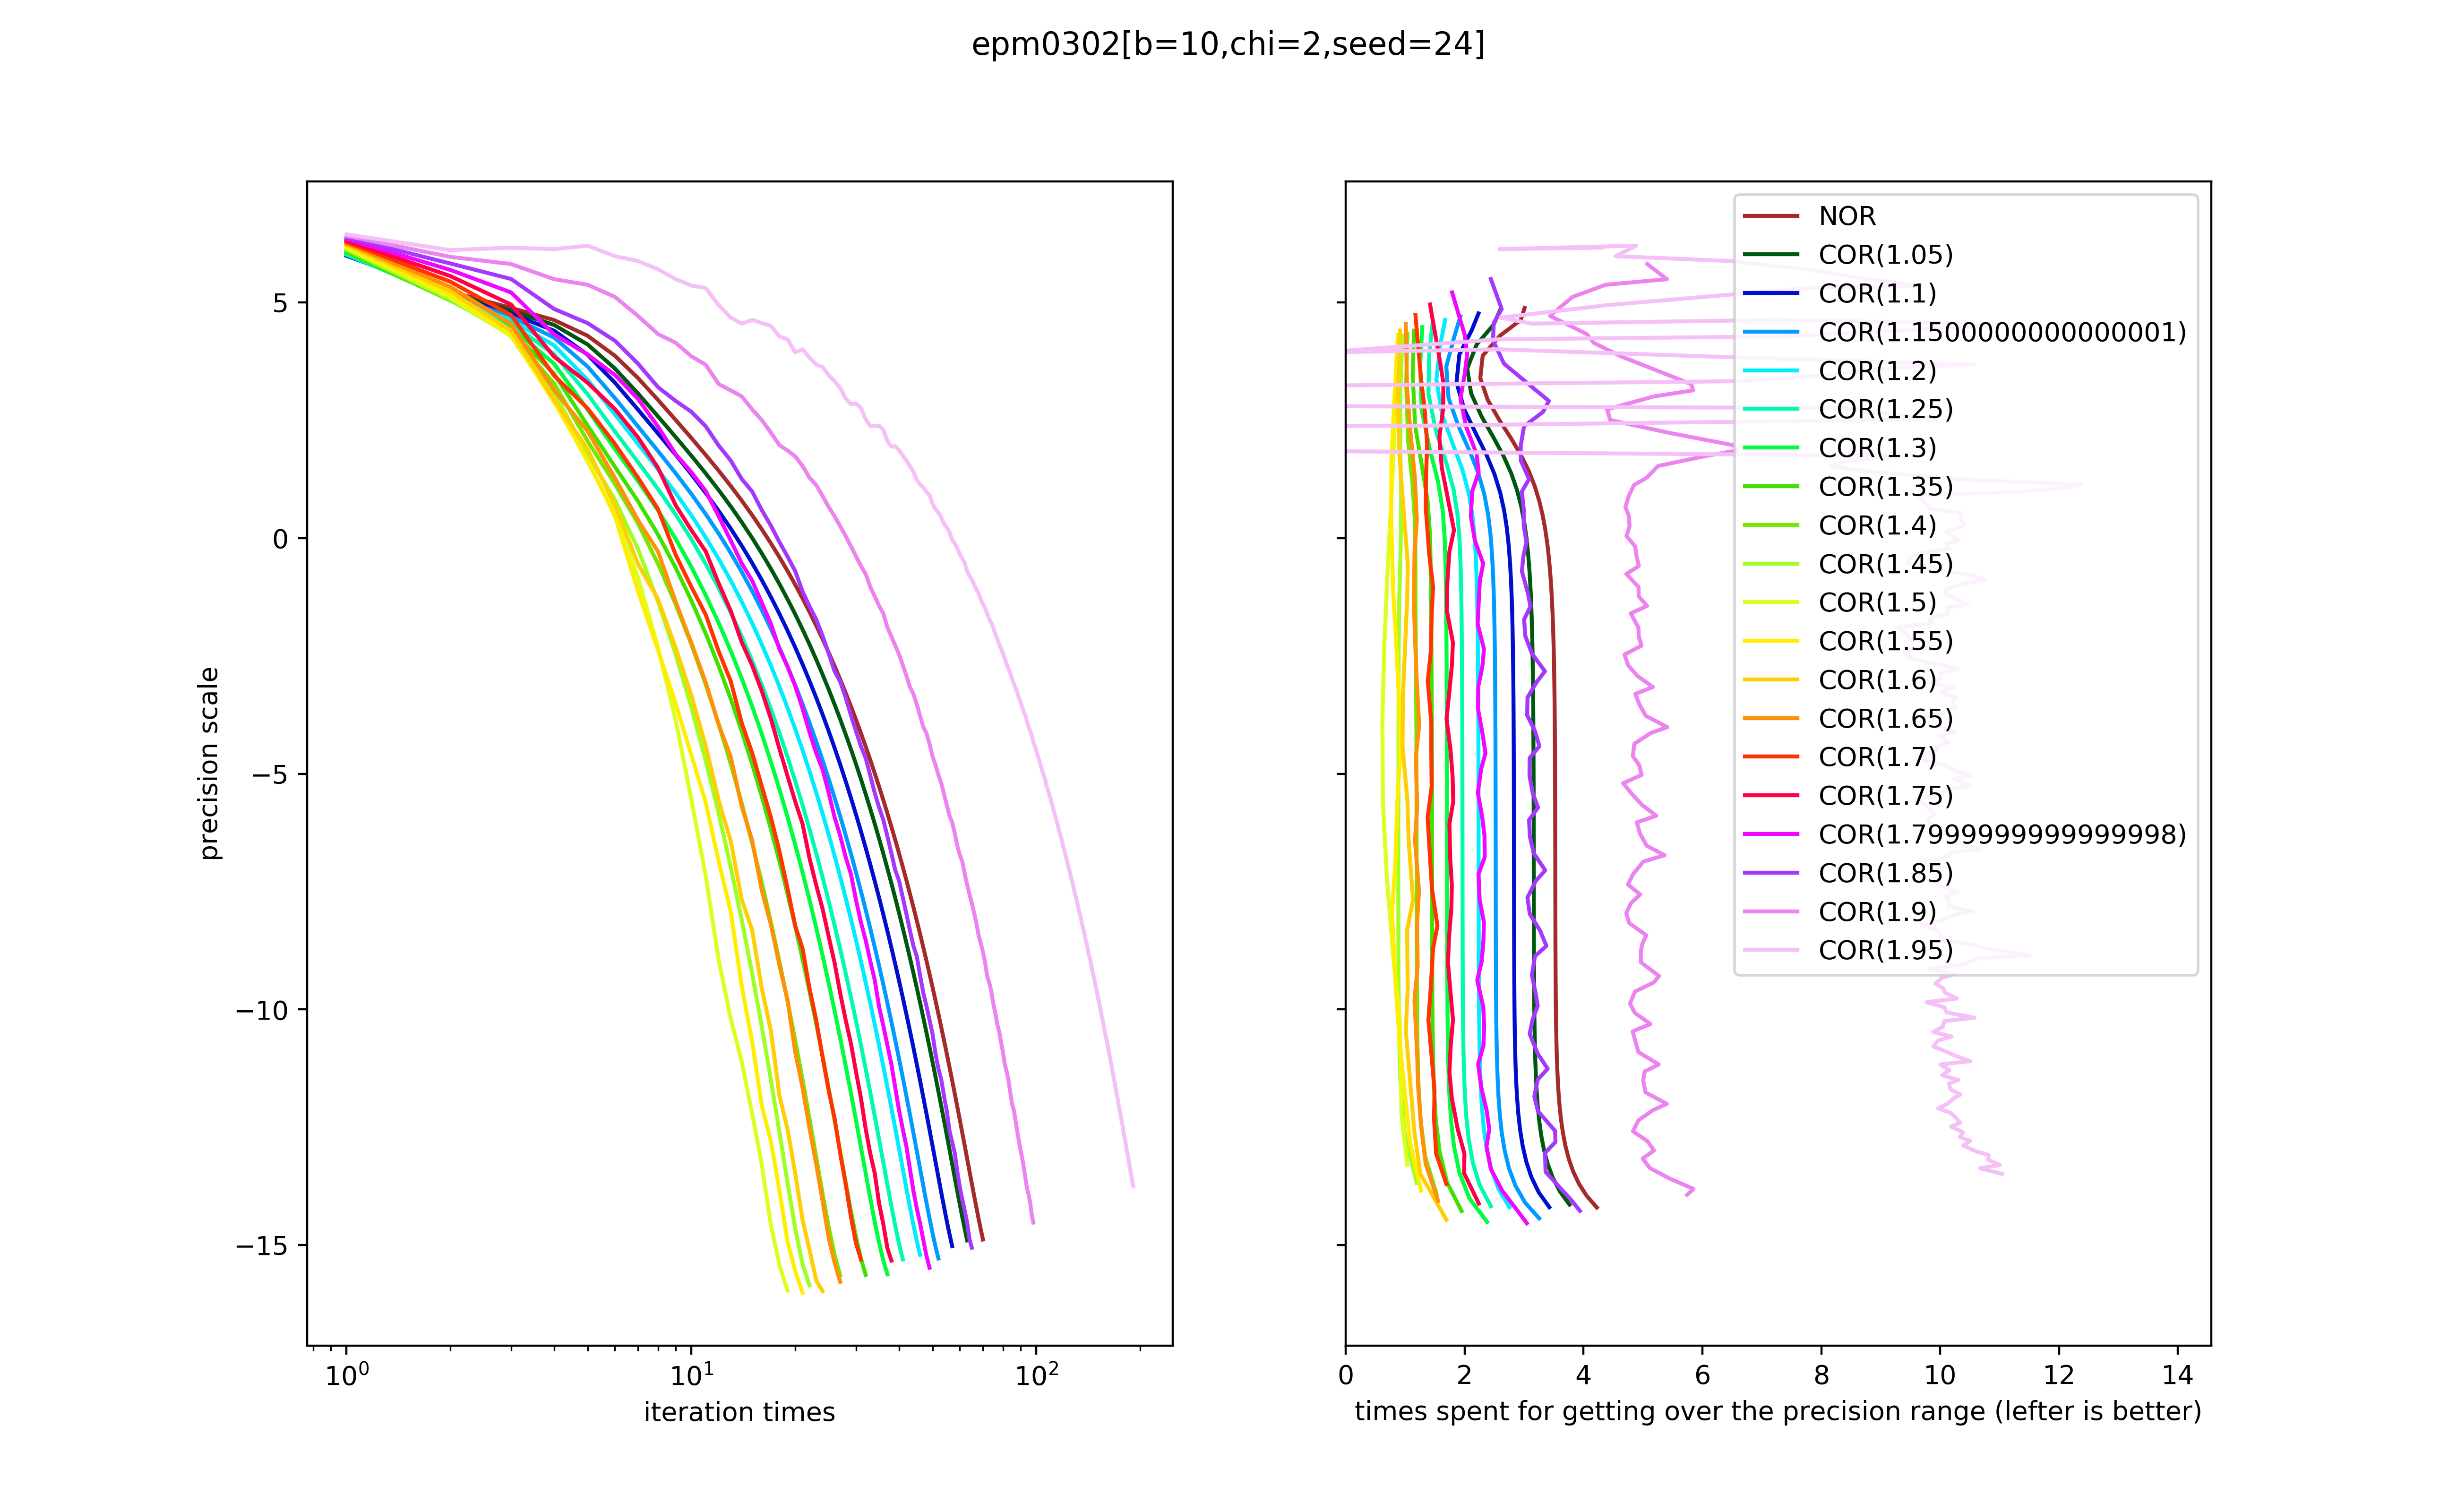 epm0302[b=10,chi=2,seed=24]
precision scale
5
0
−5
−10
−15
10⁰
10¹
10²
iteration times
NOR
COR(1.05)
COR(1.1)
COR(1.1500000000000001)
COR(1.2)
COR(1.25)
COR(1.3)
COR(1.35)
COR(1.4)
COR(1.45)
COR(1.5)
COR(1.55)
COR(1.6)
COR(1.65)
COR(1.7)
COR(1.75)
COR(1.7999999999999998)
COR(1.85)
COR(1.9)
COR(1.95)
0 2 4 6 8 10 12 14
times spent for getting over the precision range (lefter is better)